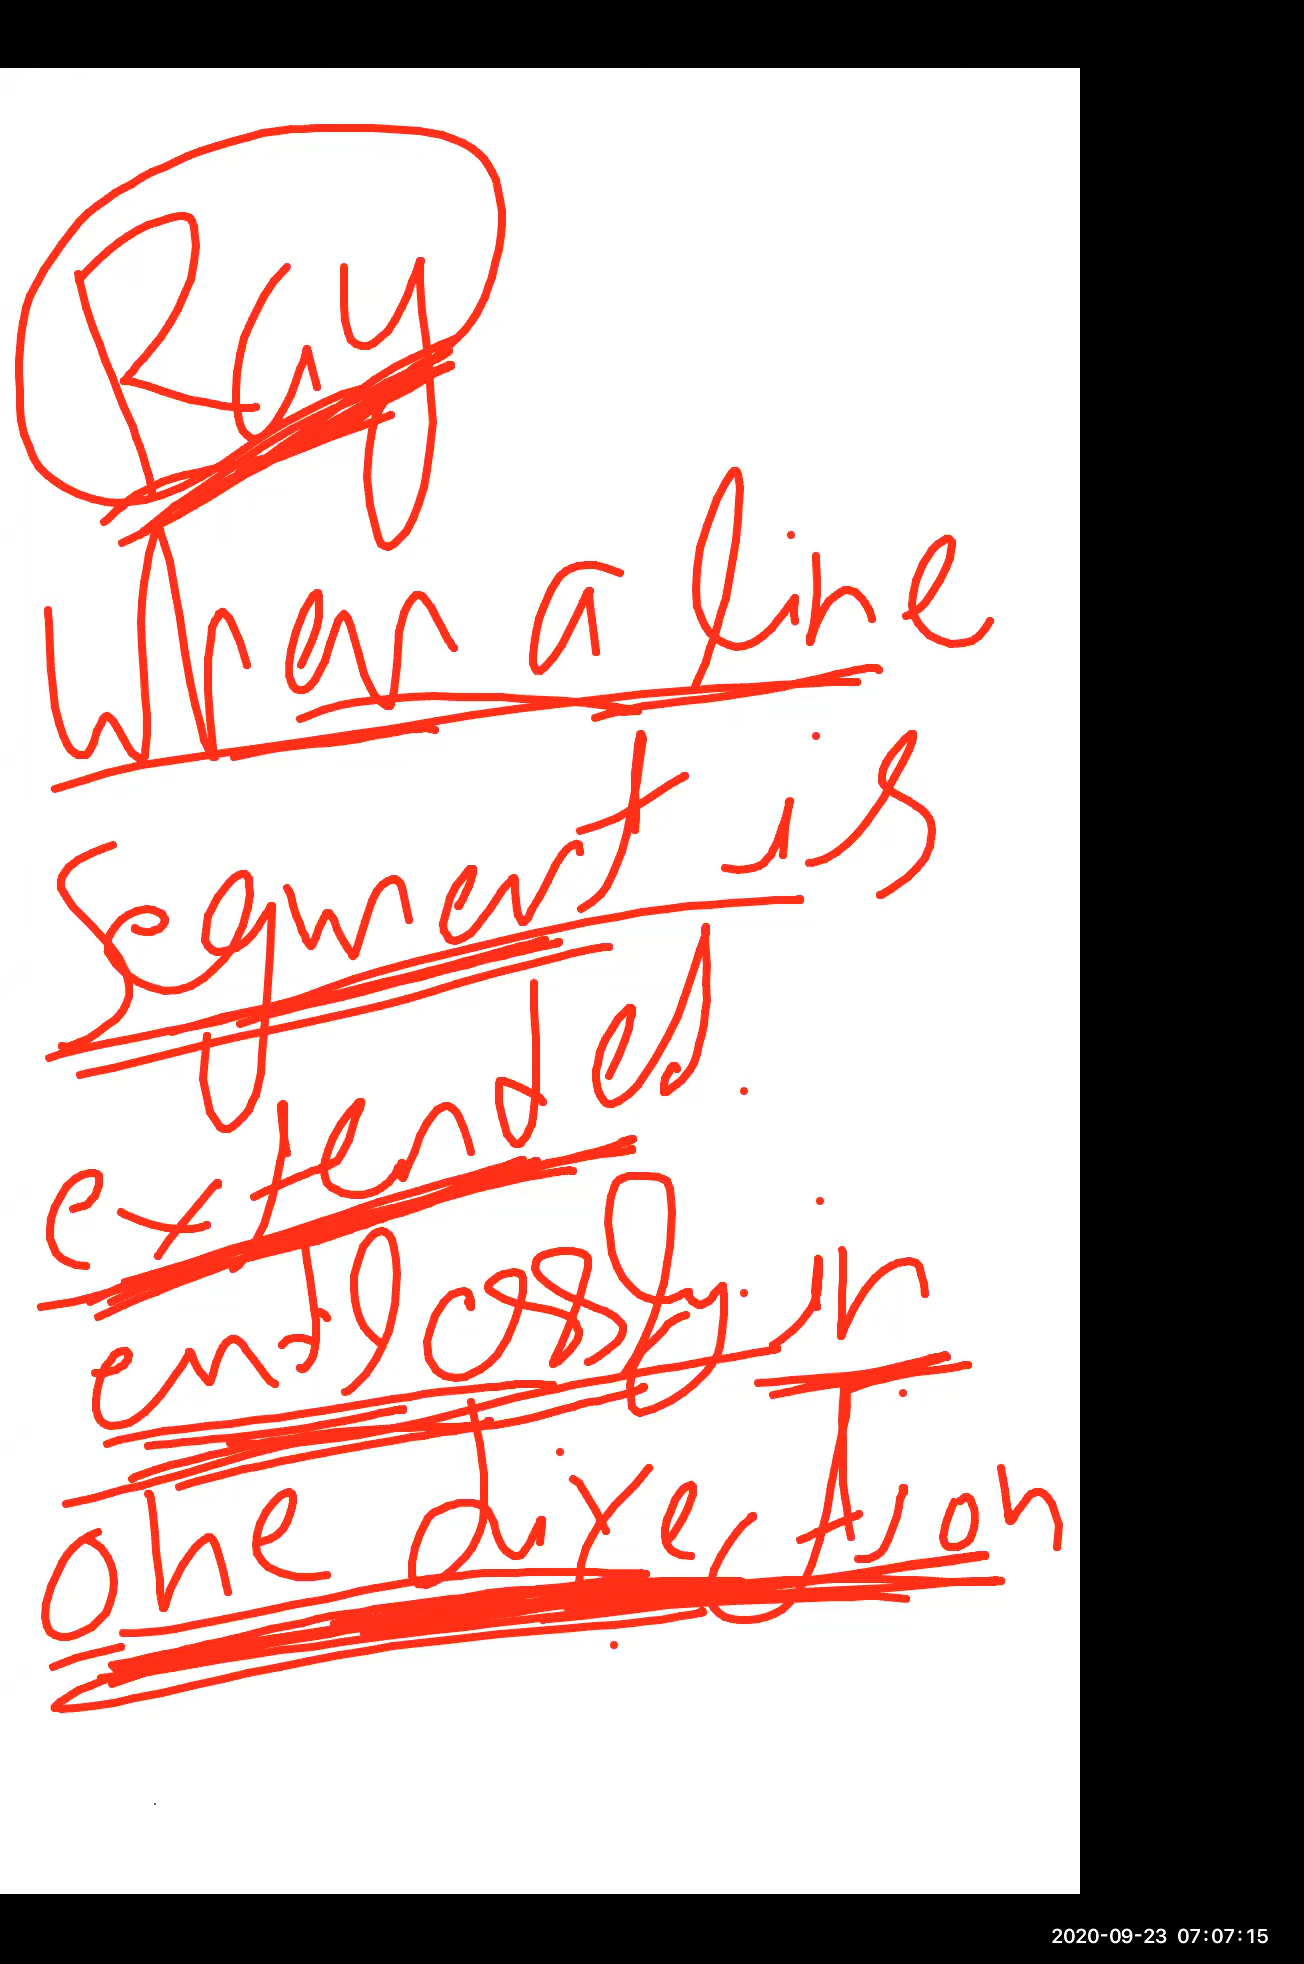 Ray
When a line
segment is
extended
endlessly in
one direction
2020-09-23 07:07:15